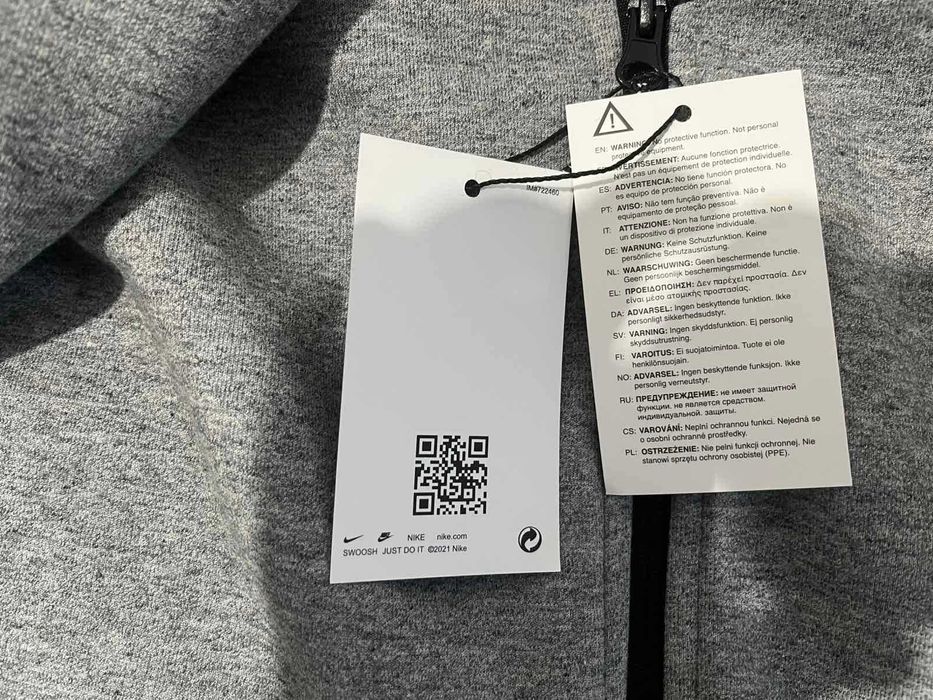 IM#722460
NIKE nike.com
SWOOSH JUST DO IT ©2021 Nike
EN: WARNING: No protective function. Not personal
protective equipment.
AVERTISSEMENT: Aucune fonction protectrice.
N'est pas un équipement de protection individuelle.
ES: ADVERTENCIA: No tiene función protectora. No
es equipo de protección personal.
PT: AVISO: Não tem função preventiva. Não é
equipamento de proteção pessoal.
IT: ATTENZIONE: Non ha funzione protettiva. Non è
un dispositivo di protezione individuale.
DE: WARNUNG: Keine Schutzfunktion. Keine
persönliche Schutzausrüstung.
NL: WAARSCHUWING: Geen beschermende functie.
Geen persoonlijk beschermingsmiddel.
EL: ΠΡΟΕΙΔΟΠΟΙΗΣΗ: Δεν παρέχει προστασία. Δεν
είναι μέσο ατομικής προστασίας.
DA: ADVARSEL: Ingen beskyttende funktion. Ikke
personligt sikkerhedsudstyr.
SV: VARNING: Ingen skyddsfunktion. Ej personlig
skyddsutrustning.
FI: VAROITUS: Ei suojatoimintoa. Tuote ei ole
henkilönsuojain.
NO: ADVARSEL: Ingen beskyttende funksjon. Ikke
personlig verneutstyr.
RU: ПРЕДУПРЕЖДЕНИЕ: не имеет защитной
функции. не является средством.
индивидуальной. защиты.
CS: VAROVÁNÍ: Neplní ochrannou funkci. Nejedná se
o osobní ochranné prostředky.
PL: OSTRZEŻENIE: Nie pełni funkcji ochronnej. Nie
stanowi sprzętu ochrony osobistej (PPE).